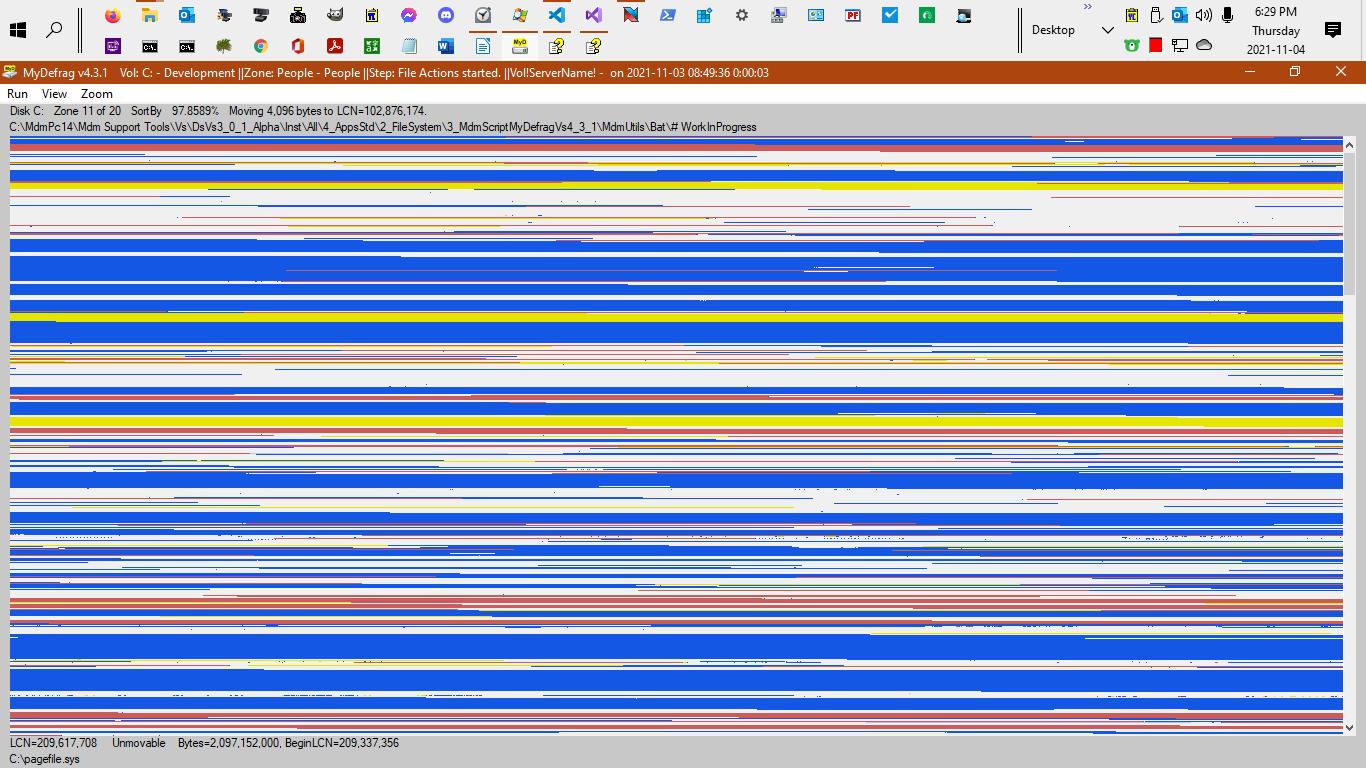 6:29 PM
Desktop
Thursday
2021-11-04
MyDefrag v4.3.1 Vol: C: - Development ||Zone: People - People ||Step: File Actions started. ||Vol!ServerName! - on 2021-11-03 08:49:36 0:00:03
Run View Zoom
Disk C: Zone 11 of 20 SortBy 97.8589% Moving 4,096 bytes to LCN=102,876,174.
C:\MdmPc14\Mdm Support Tools\Vs\DsVs3_0_1_Alpha\Inst\All\4_AppsStd\2_FileSystem\3_MdmScriptMyDefragVs4_3_1\MdmUtils\Bat\# WorkInProgress
LCN=209,617,708 Unmovable Bytes=2,097,152,000, BeginLCN=209,337,356
C:\pagefile.sys